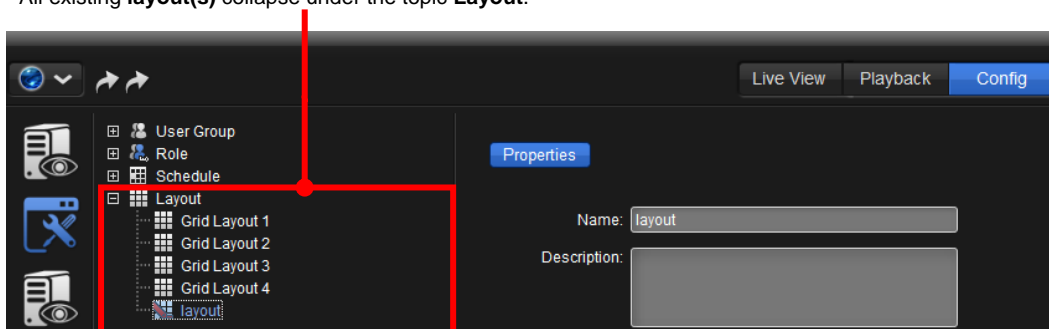 All existing layout(s) collapse under the topic Layout.
Live View Playback Config
User Group
Role
Schedule
Layout
Grid Layout 1
Grid Layout 2
Grid Layout 3
Grid Layout 4
layout
Properties
Name: layout
Description: